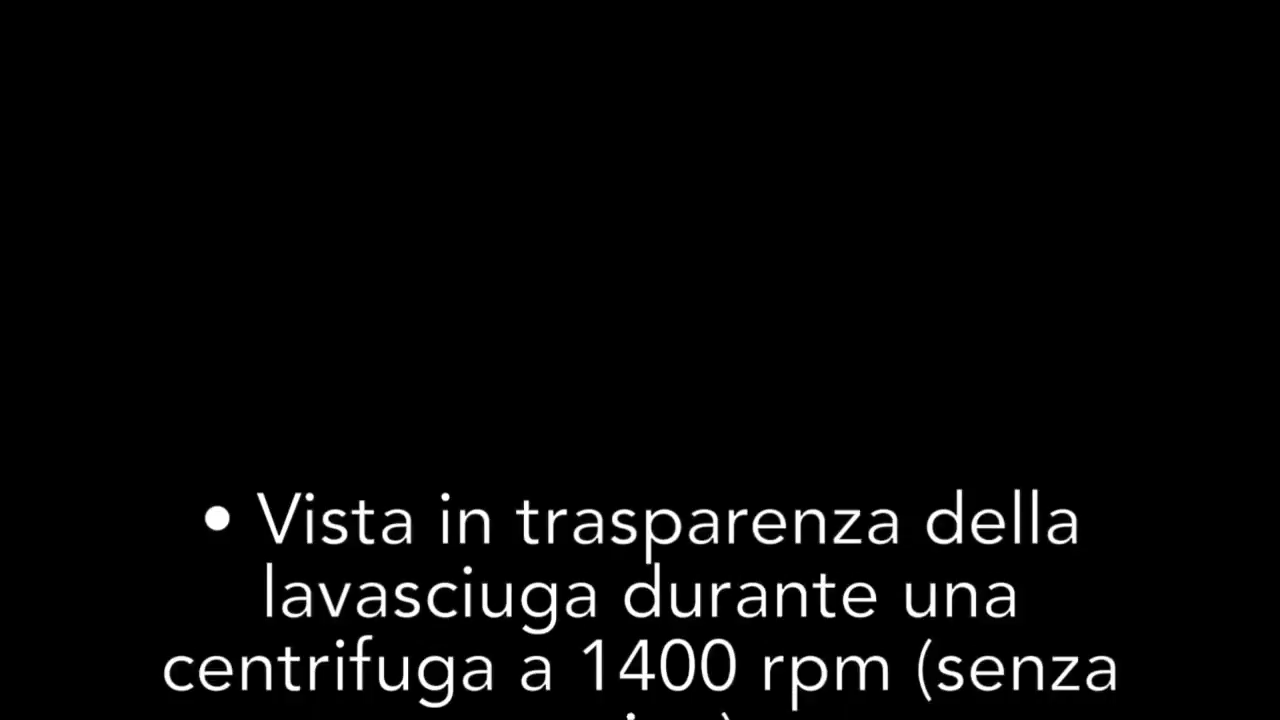 • Vista in trasparenza della
lavasciuga durante una
centrifuga a 1400 rpm (senza